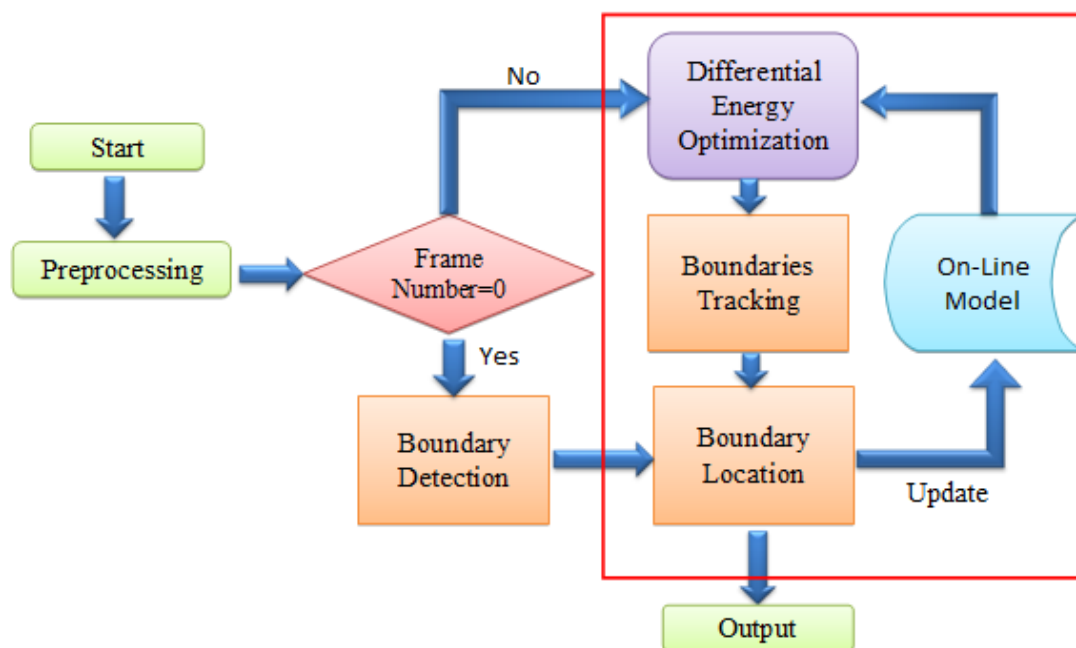 Start
Preprocessing
Frame
Number=0
No
Yes
Boundary
Detection
Differential
Energy
Optimization
Boundaries
Tracking
Boundary
Location
On-Line
Model
Update
Output